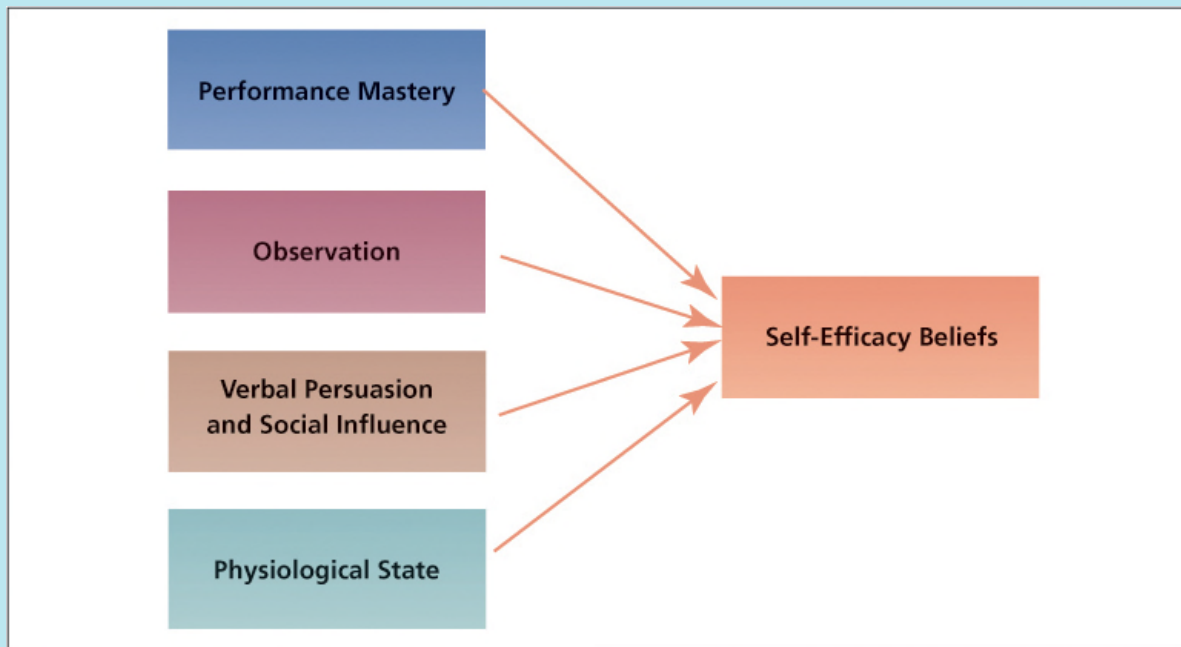 Performance Mastery
Observation
Verbal Persuasion
and Social Influence
Physiological State
Self-Efficacy Beliefs